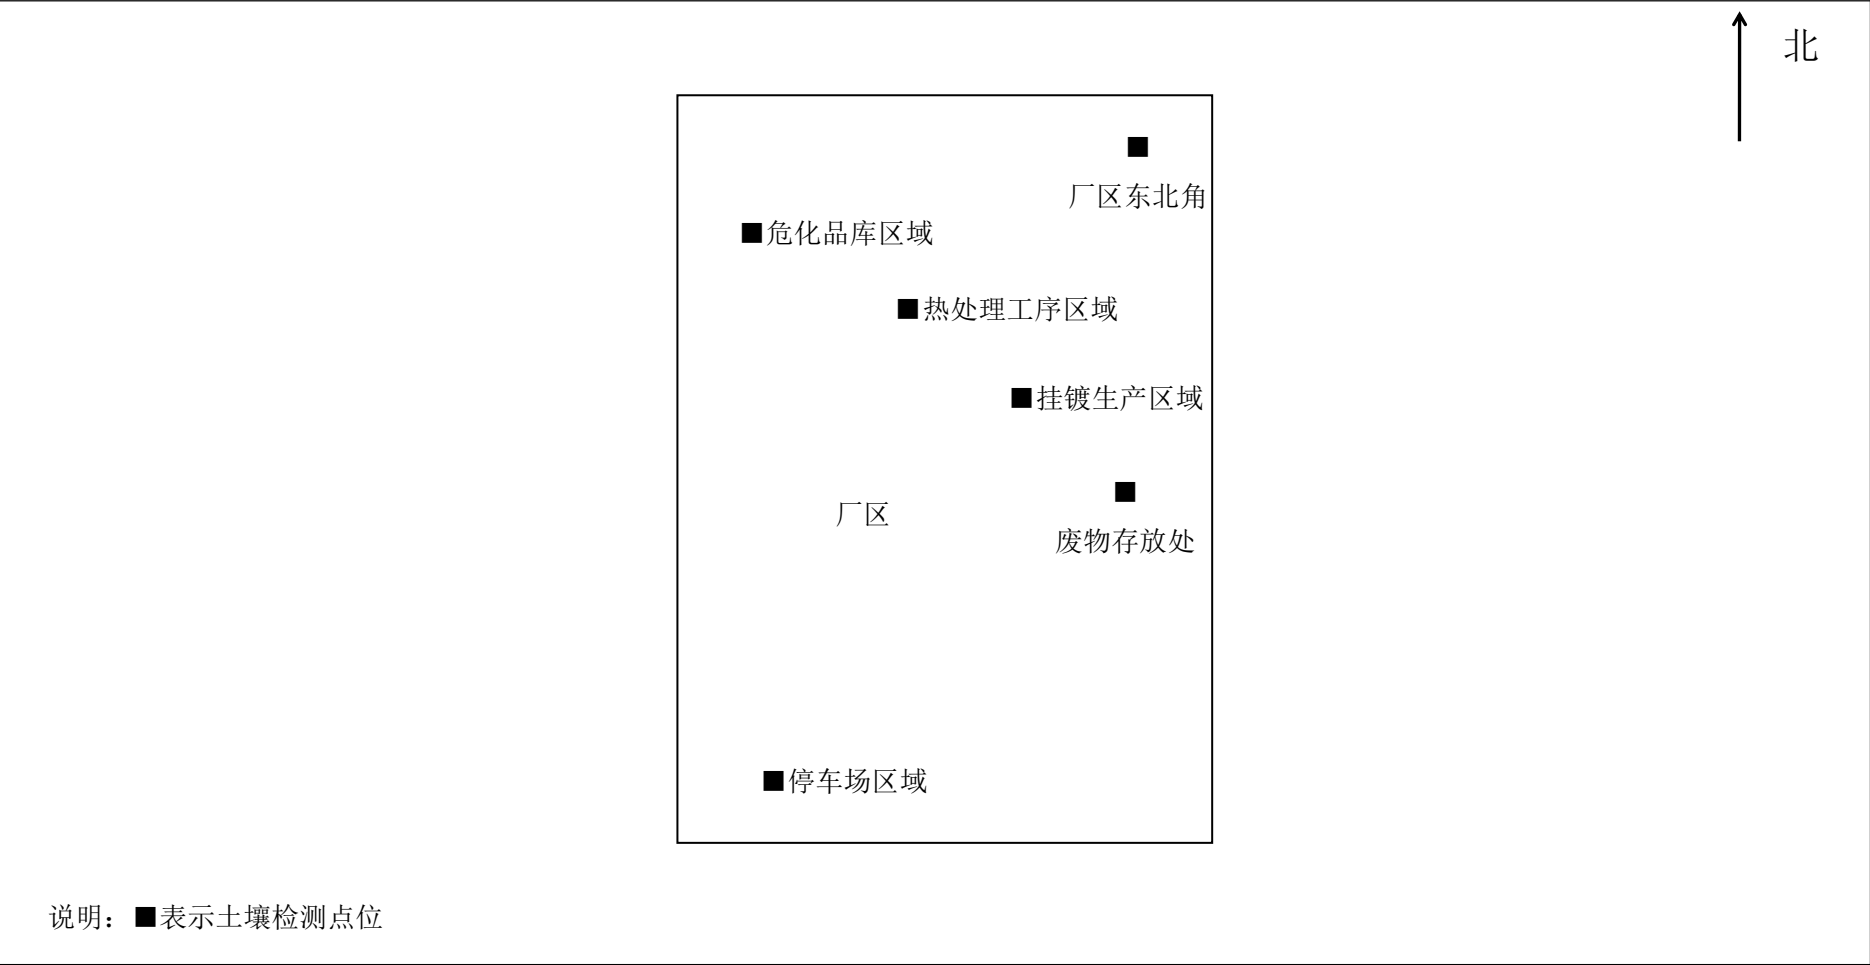 北
厂区东北角
■危化品库区域
■热处理工序区域
■挂镀生产区域
厂区
废物存放处
■停车场区域
说明：■表示土壤检测点位